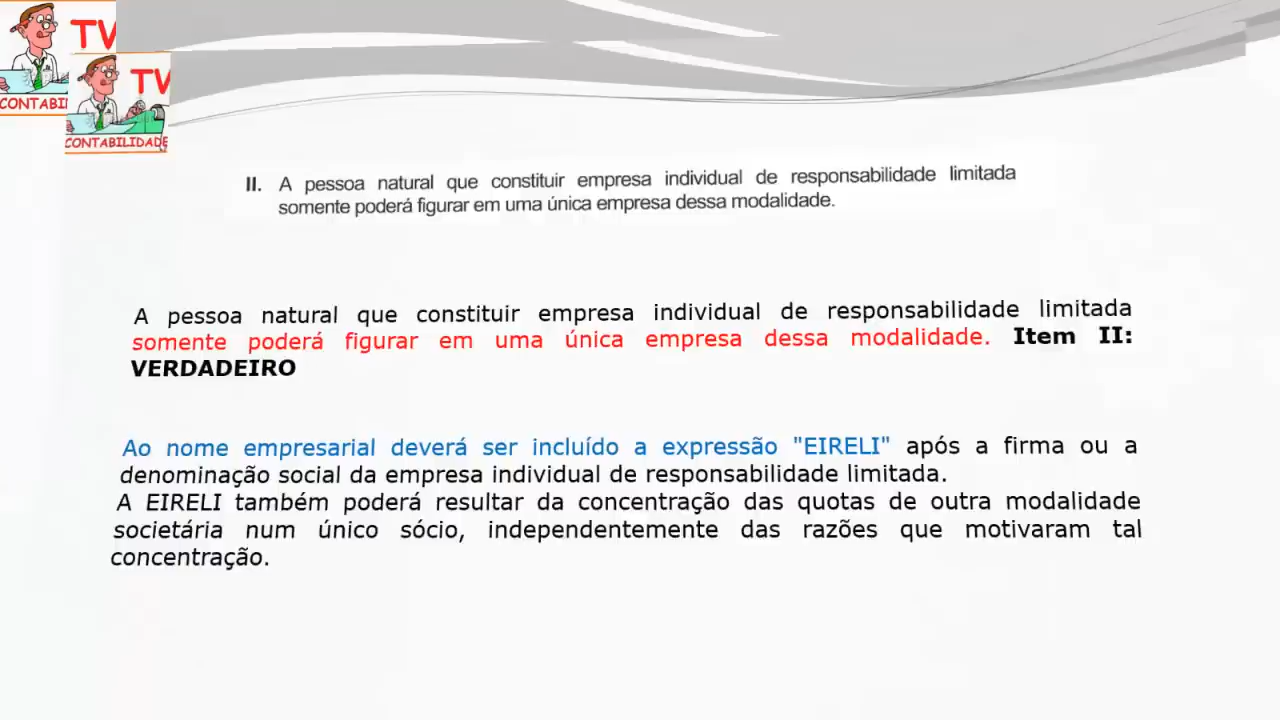 TV
CONTABI
TV
CONTABILIDADE
II. A pessoa natural que constituir empresa individual de responsabilidade limitada
somente poderá figurar em uma única empresa dessa modalidade.
A pessoa natural que constituir empresa individual de responsabilidade limitada
somente poderá figurar em uma única empresa dessa modalidade. Item II:
VERDADEIRO
Ao nome empresarial deverá ser incluído a expressão "EIRELI" após a firma ou a
denominação social da empresa individual de responsabilidade limitada.
A EIRELI também poderá resultar da concentração das quotas de outra modalidade
societária num único sócio, independentemente das razões que motivaram tal
concentração.